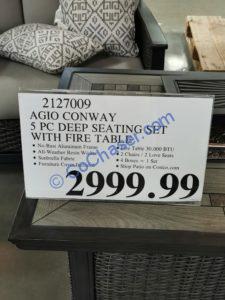 2127009
AGIO CONWAY
5 PC DEEP SEATING SET
WITH FIRE TABLE
• No Rust Aluminum Frame
• All-Weather Resin Wicker
• Sunbrella Fabric
• Furniture Cover
• Fire Table 30,000 BTU
• 2 Chairs / 2 Love Seats
• 4 Boxes = 1 Set
• Shop Patio on Costco.com
2999.99